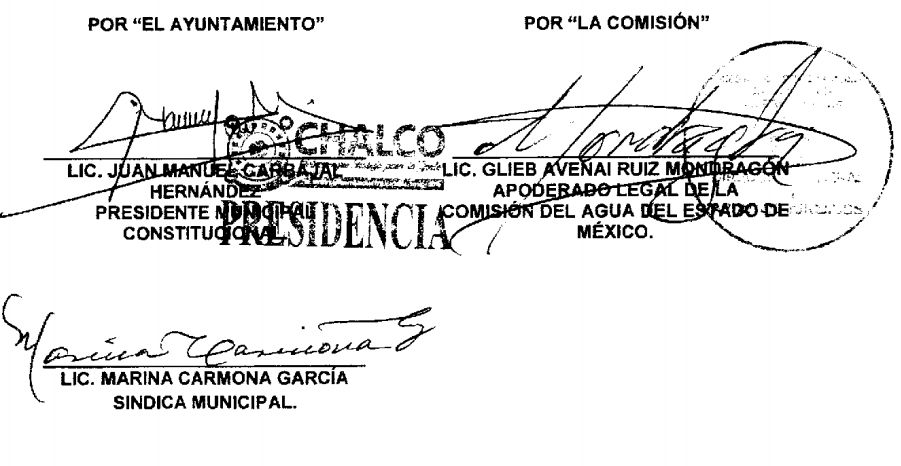 POR “EL AYUNTAMIENTO”
LIC. JUAN MANUEL CARBAJAL
HERNÁNDEZ
PRESIDENTE MUNICIPAL
CONSTITUCIONAL
CHALCO
PRESIDENCIA
POR “LA COMISIÓN”
LIC. GLIEB AVENAI RUIZ MONDRAGÓN
APODERADO LEGAL DE LA
COMISIÓN DEL AGUA DEL ESTADO DE
MÉXICO.
Marina Carmona G
LIC. MARINA CARMONA GARCÍA
SINDICA MUNICIPAL.